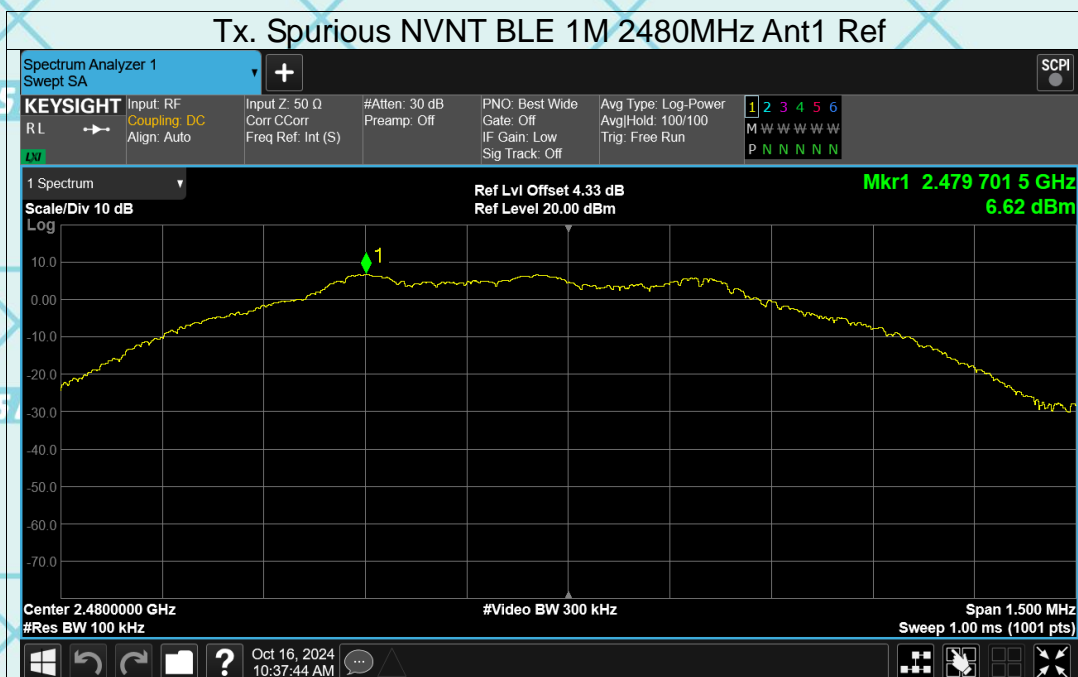 Tx. Spurious NVNT BLE 1M 2480MHz Ant1 Ref
Spectrum Analyzer 1
Swept SA
+
SCPI
KEYSIGHT
R L
LXI
Input: RF
Coupling: DC
Align: Auto
Input Z: 50 Ω
Corr CCorr
Freq Ref: Int (S)
#Atten: 30 dB
Preamp: Off
PNO: Best Wide
Gate: Off
IF Gain: Low
Sig Track: Off
Avg Type: Log-Power
Avg|Hold: 100/100
Trig: Free Run
1 2 3 4 5 6
M W W W W W
P N N N N N
1 Spectrum
Scale/Div 10 dB
Ref Lvl Offset 4.33 dB
Ref Level 20.00 dBm
Mkr1 2.479 701 5 GHz
6.62 dBm
Log
1
10.0
0.00
-10.0
-20.0
-30.0
-40.0
-50.0
-60.0
-70.0
Center 2.4800000 GHz
#Video BW 300 kHz
Span 1.500 MHz
#Res BW 100 kHz
Sweep 1.00 ms (1001 pts)
?
Oct 16, 2024
10:37:44 AM